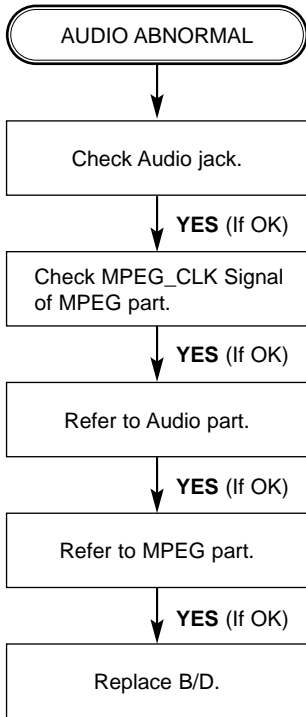 AUDIO ABNORMAL
Check Audio jack.
YES (If OK)
Check MPEG_CLK Signal
of MPEG part.
YES (If OK)
Refer to Audio part.
YES (If OK)
Refer to MPEG part.
YES (If OK)
Replace B/D.